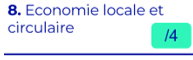 8. Economie locale et
circulaire
/4